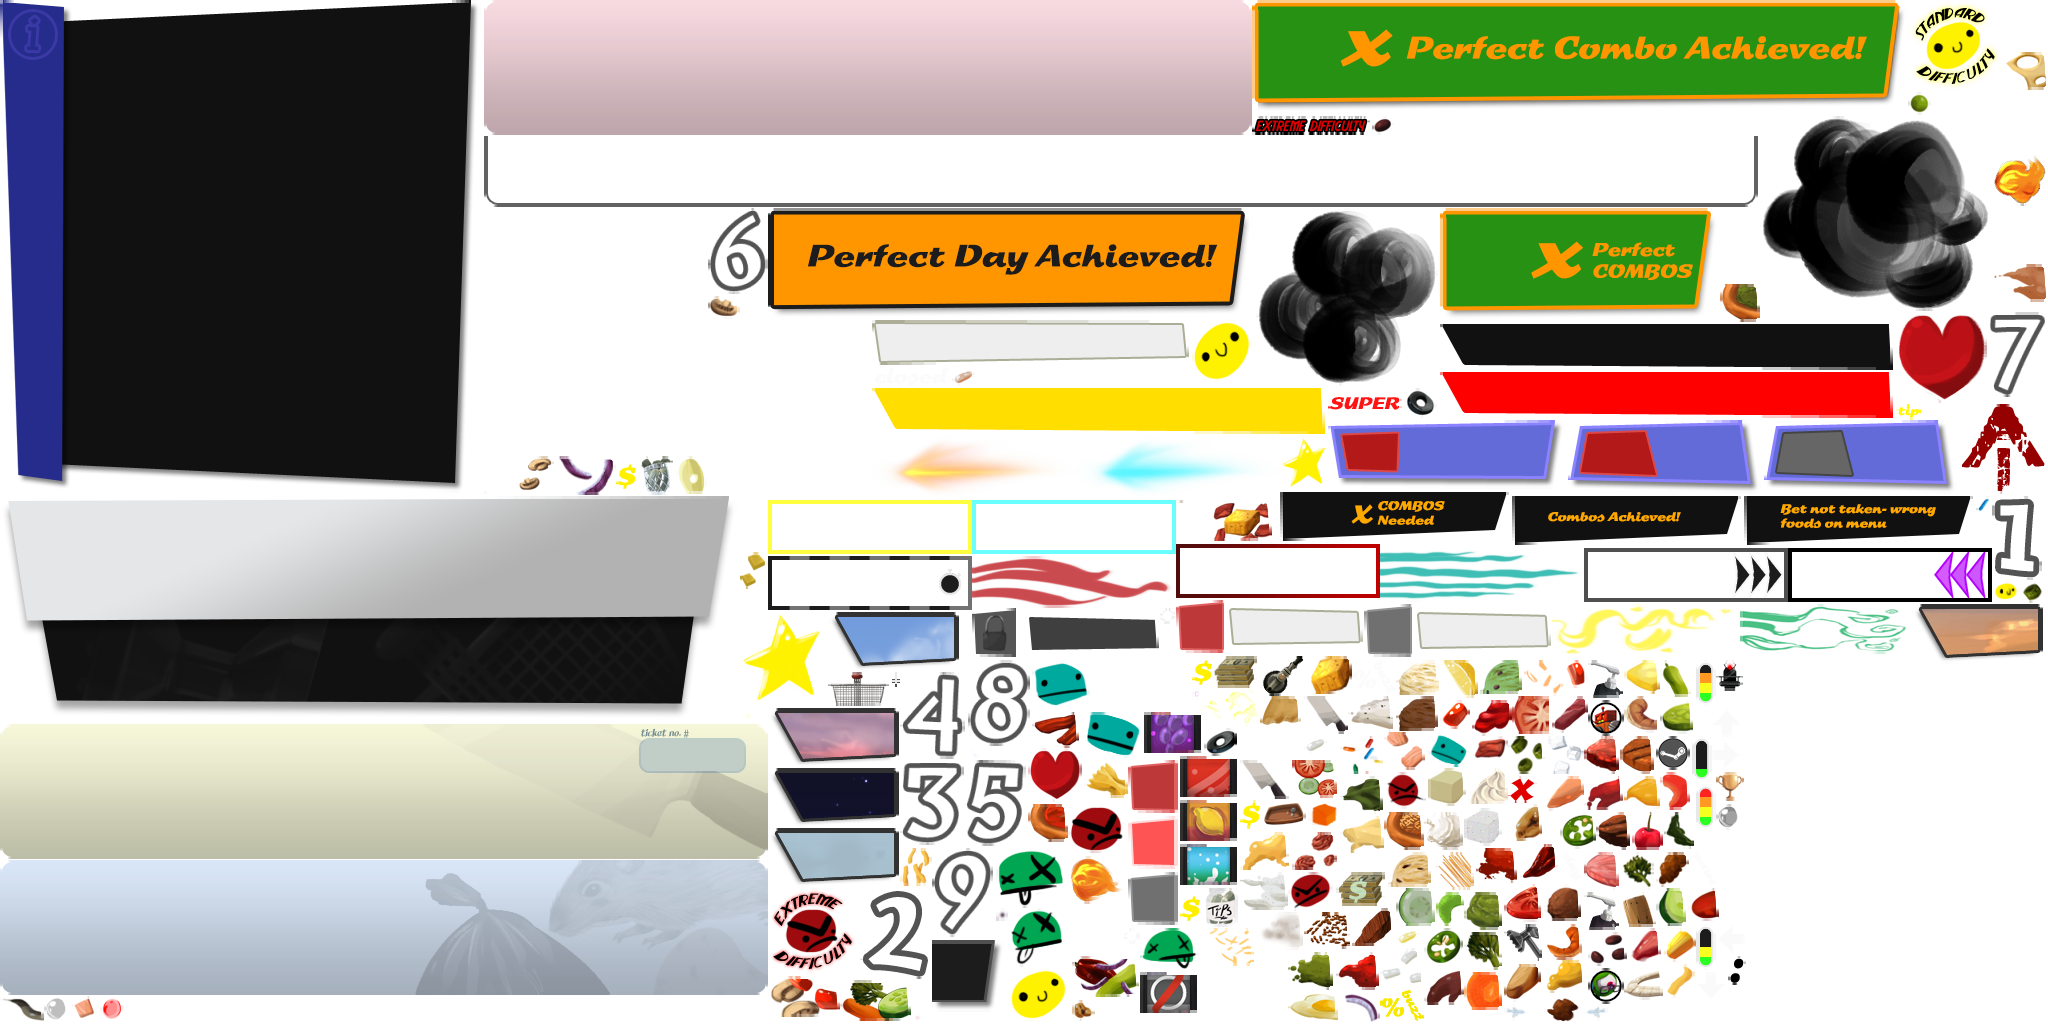 Perfect Combo Achieved!
STANDARD
DIFFICULTY
EXTREME DIFFICULTY
6
Perfect Day Achieved!
Perfect
COMBOS
7
closed
SUPER
tip
$
COMBOS
Needed
Combos Achieved!
Bet not taken- wrong
foods on menu
1
$
4
8
ticket no. #
3
5
$
9
$
EXTREME
DIFFICULTY
2
$
TIPS
%